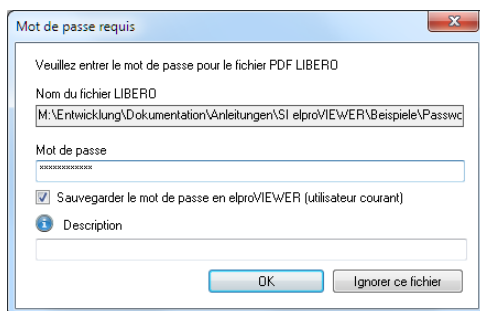 Mot de passe requis
Veuillez entrer le mot de passe pour le fichier PDF LIBERO
Nom du fichier LIBERO
M:\Entwicklung\Dokumentation\Anleitungen\SI elproVIEWER\Beispiele\Passwo
Mot de passe
xxxxxxxxxxxx
Sauvegarder le mot de passe en elproVIEWER (utilisateur courant)
Description
OK Ignorer ce fichier